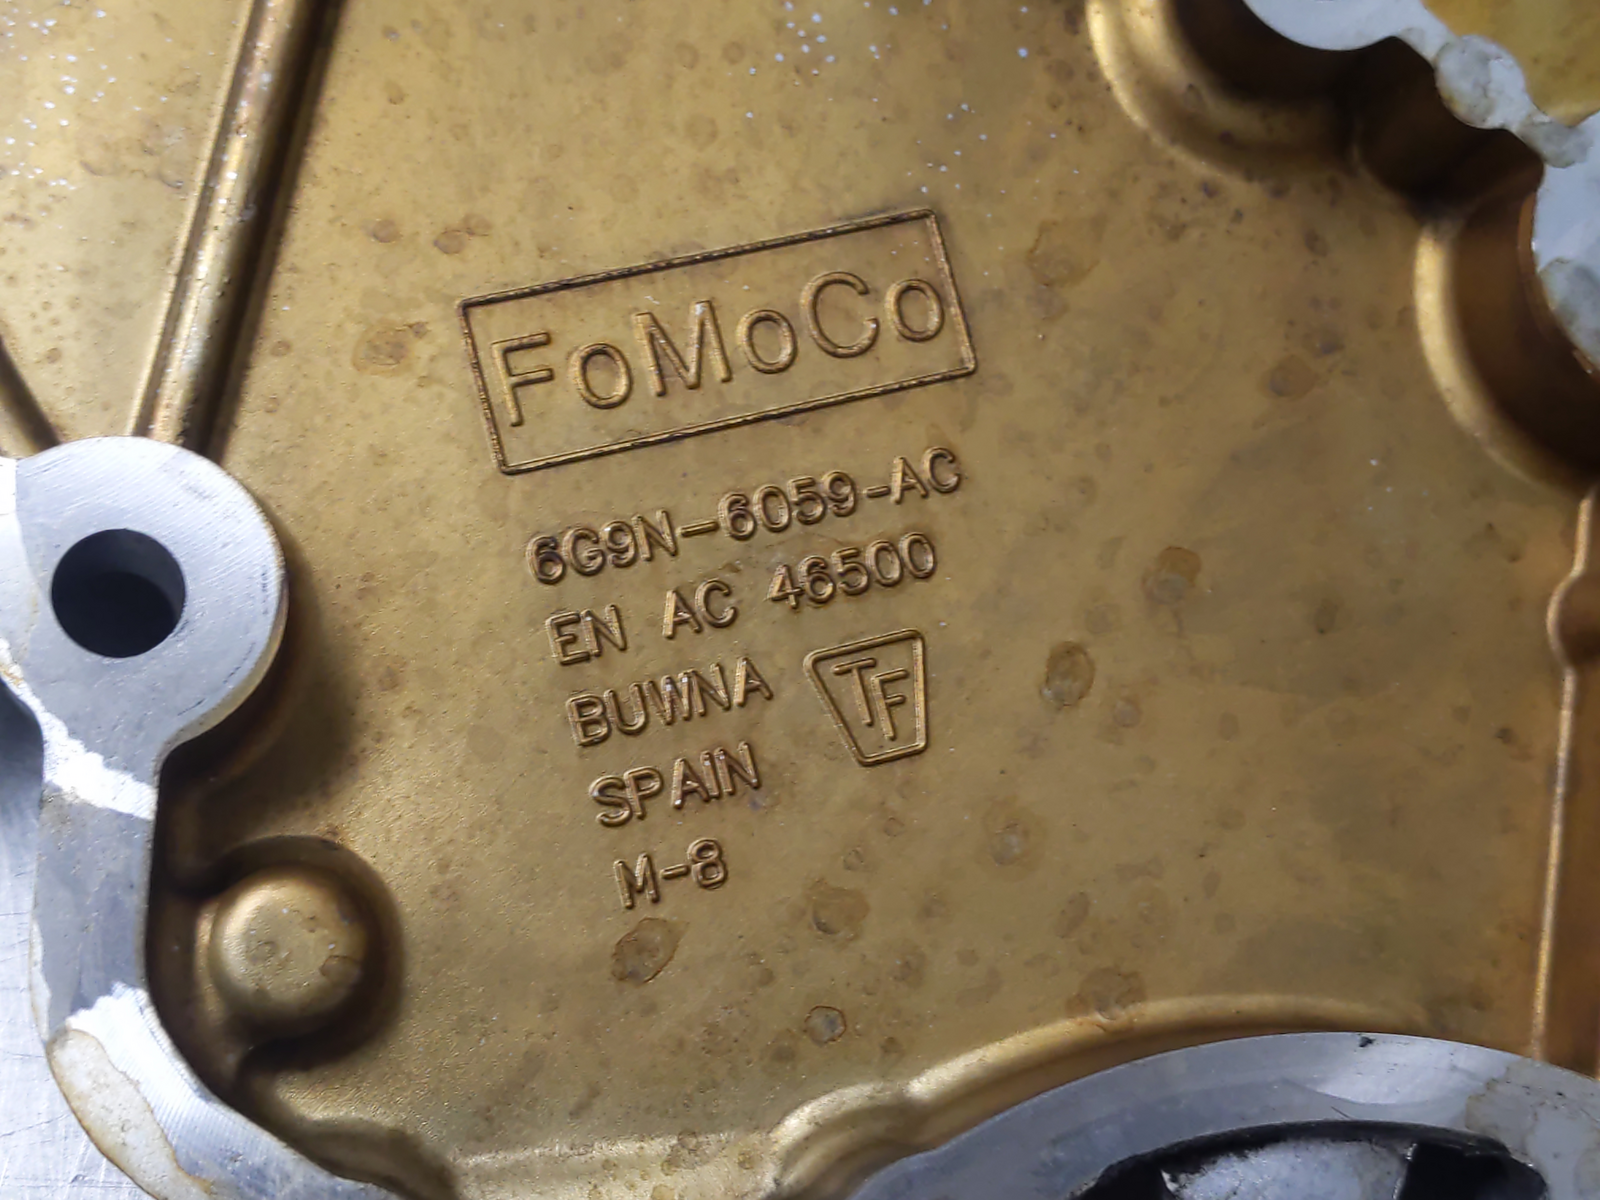 FoMoCo
6G9N-6059-AC
EN AC 46500
BUWNA TF
SPAIN
M-8